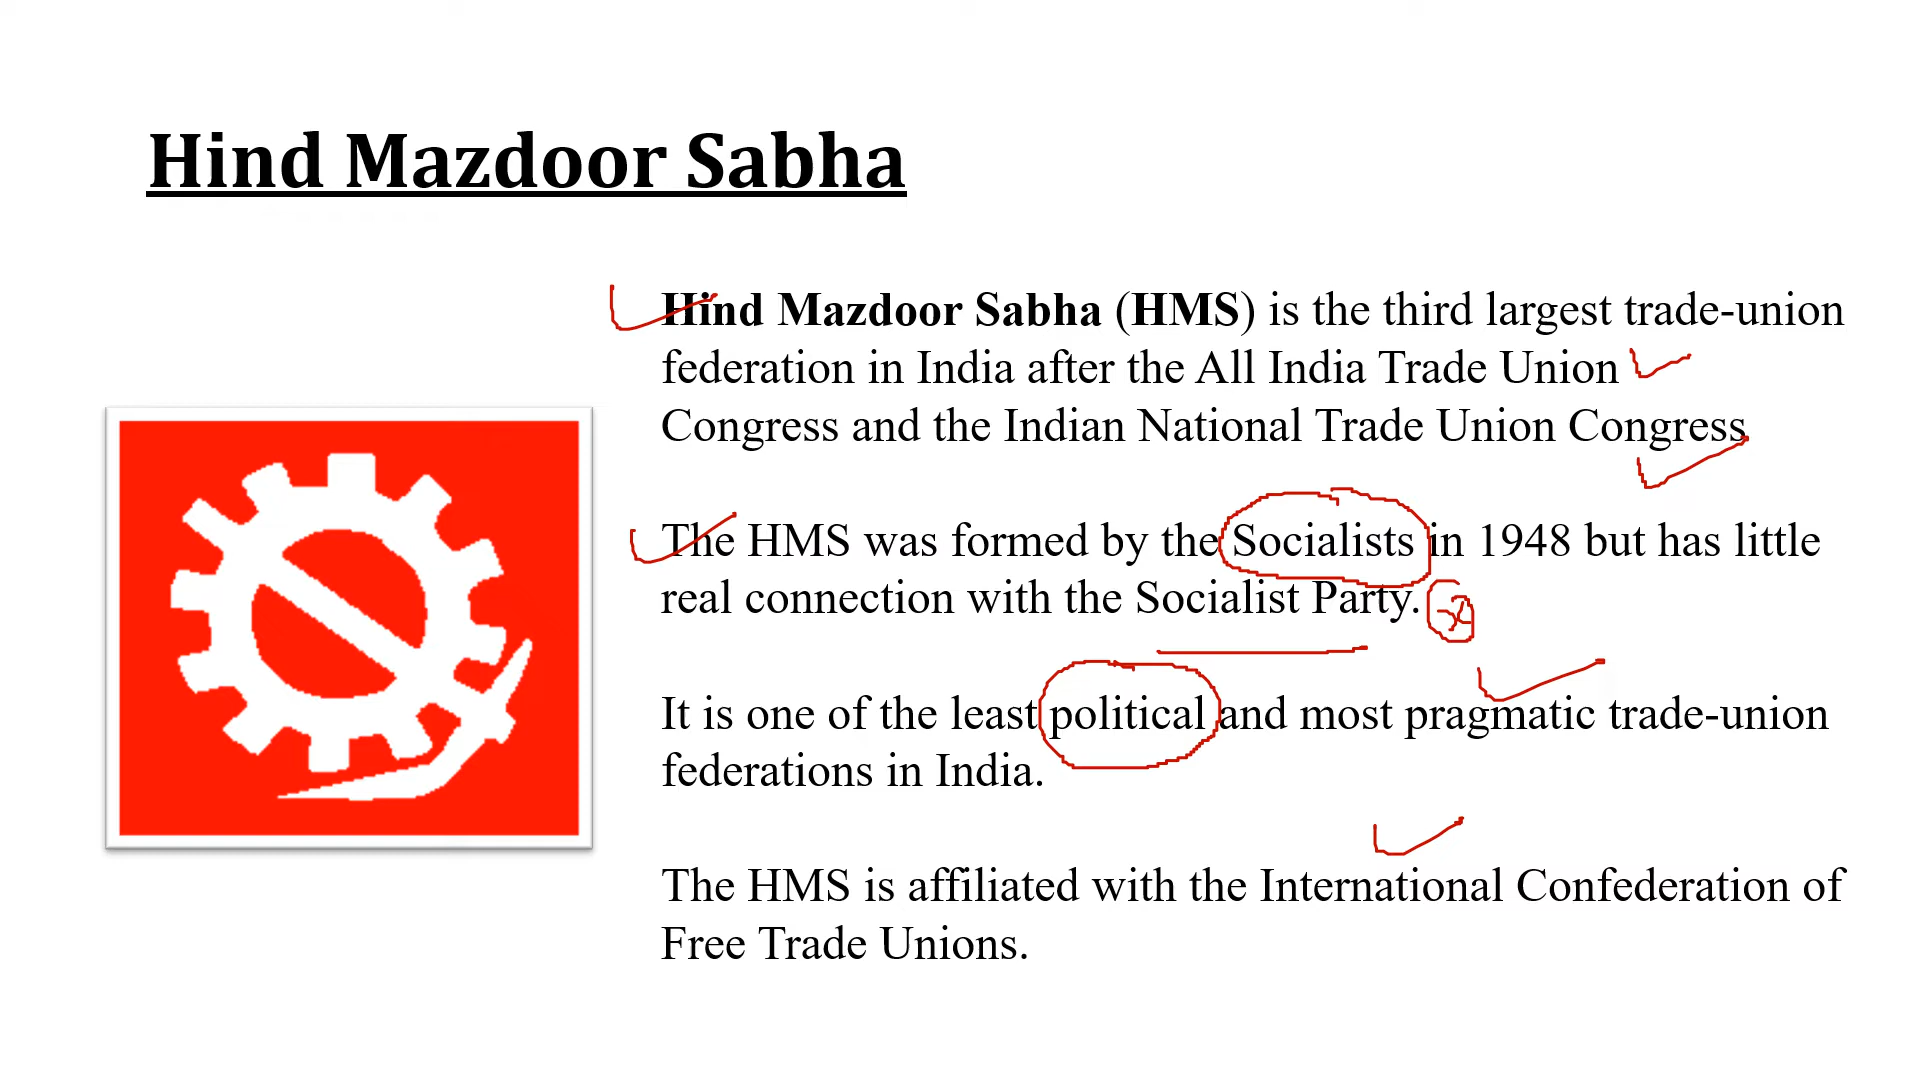 Hind Mazdoor Sabha
Hind Mazdoor Sabha (HMS) is the third largest trade-union
federation in India after the All India Trade Union
Congress and the Indian National Trade Union Congress
The HMS was formed by the Socialists in 1948 but has little
real connection with the Socialist Party.
It is one of the least political and most pragmatic trade-union
federations in India.
The HMS is affiliated with the International Confederation of
Free Trade Unions.